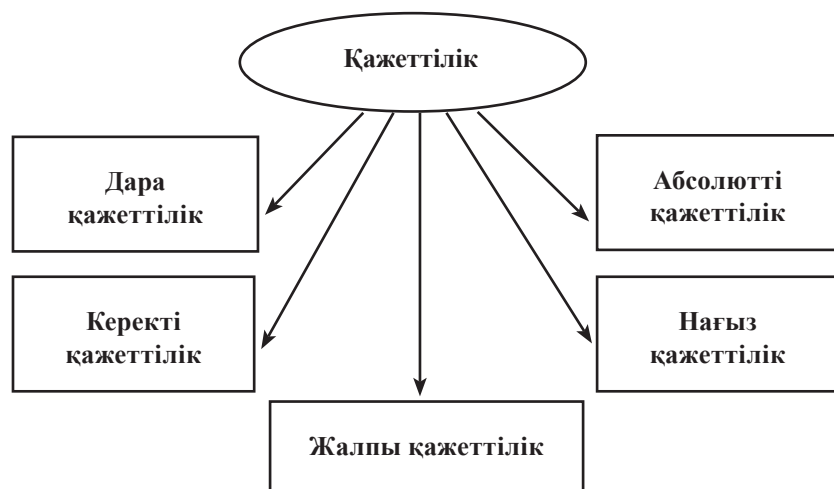 Қажеттілік
Дара
қажеттілік
Абсолютті
қажеттілік
Керекті
қажеттілік
Нағыз
қажеттілік
Жалпы қажеттілік